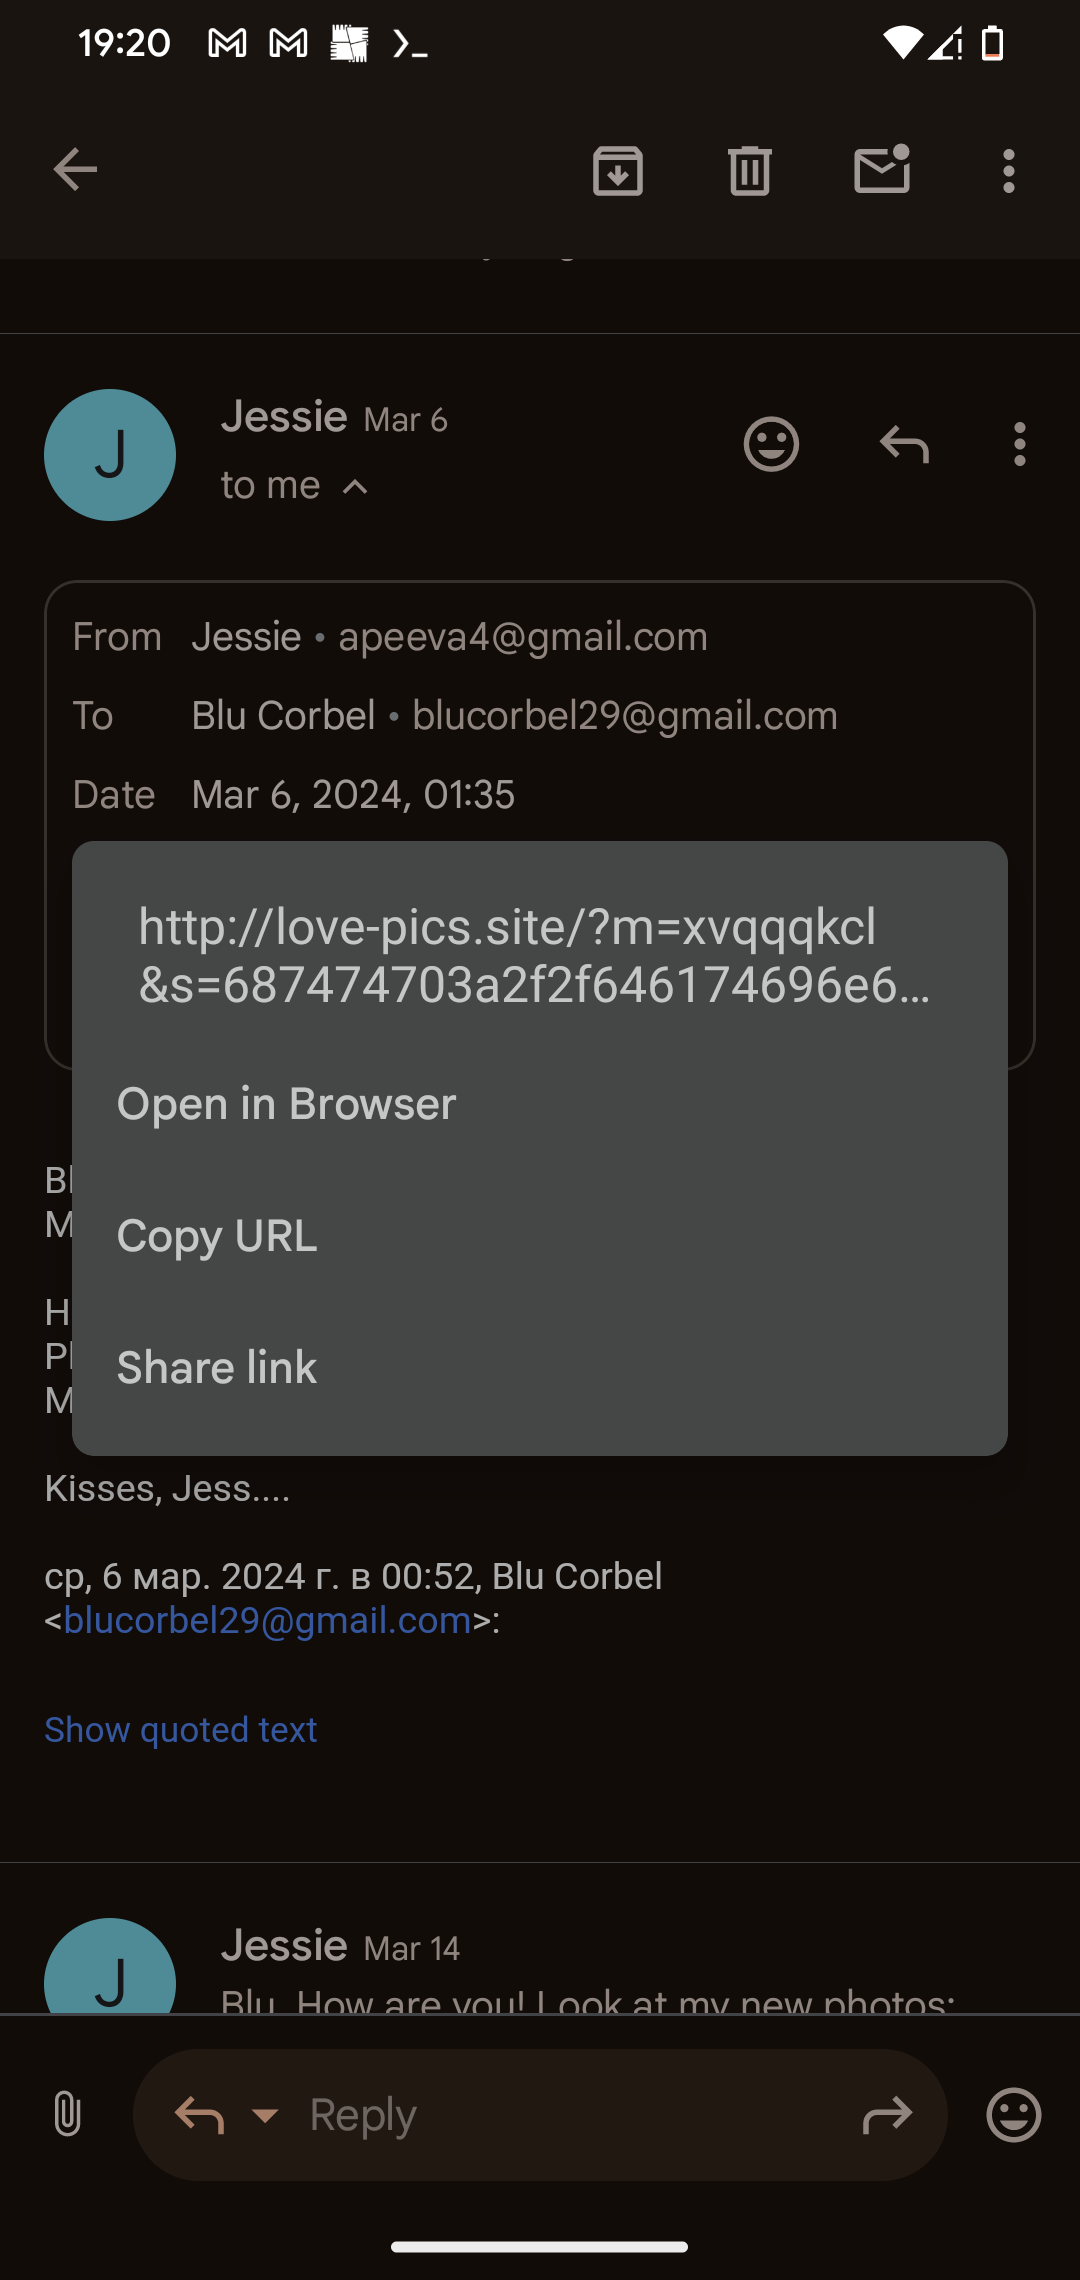 19:20
Jessie Mar 6
to me
From Jessie • apeeva4@gmail.com
To Blu Corbel • blucorbel29@gmail.com
Date Mar 6, 2024, 01:35
http://love-pics.site/?m=xvqqqkcl
&s=687474703a2f2f646174696e6...
Open in Browser
Copy URL
Share link
Kisses, Jess....
ср, 6 мар. 2024 г. в 00:52, Blu Corbel
<blucorbel29@gmail.com>:
Show quoted text
Jessie Mar 14
Blu, How are you! Look at my new photos:
Reply